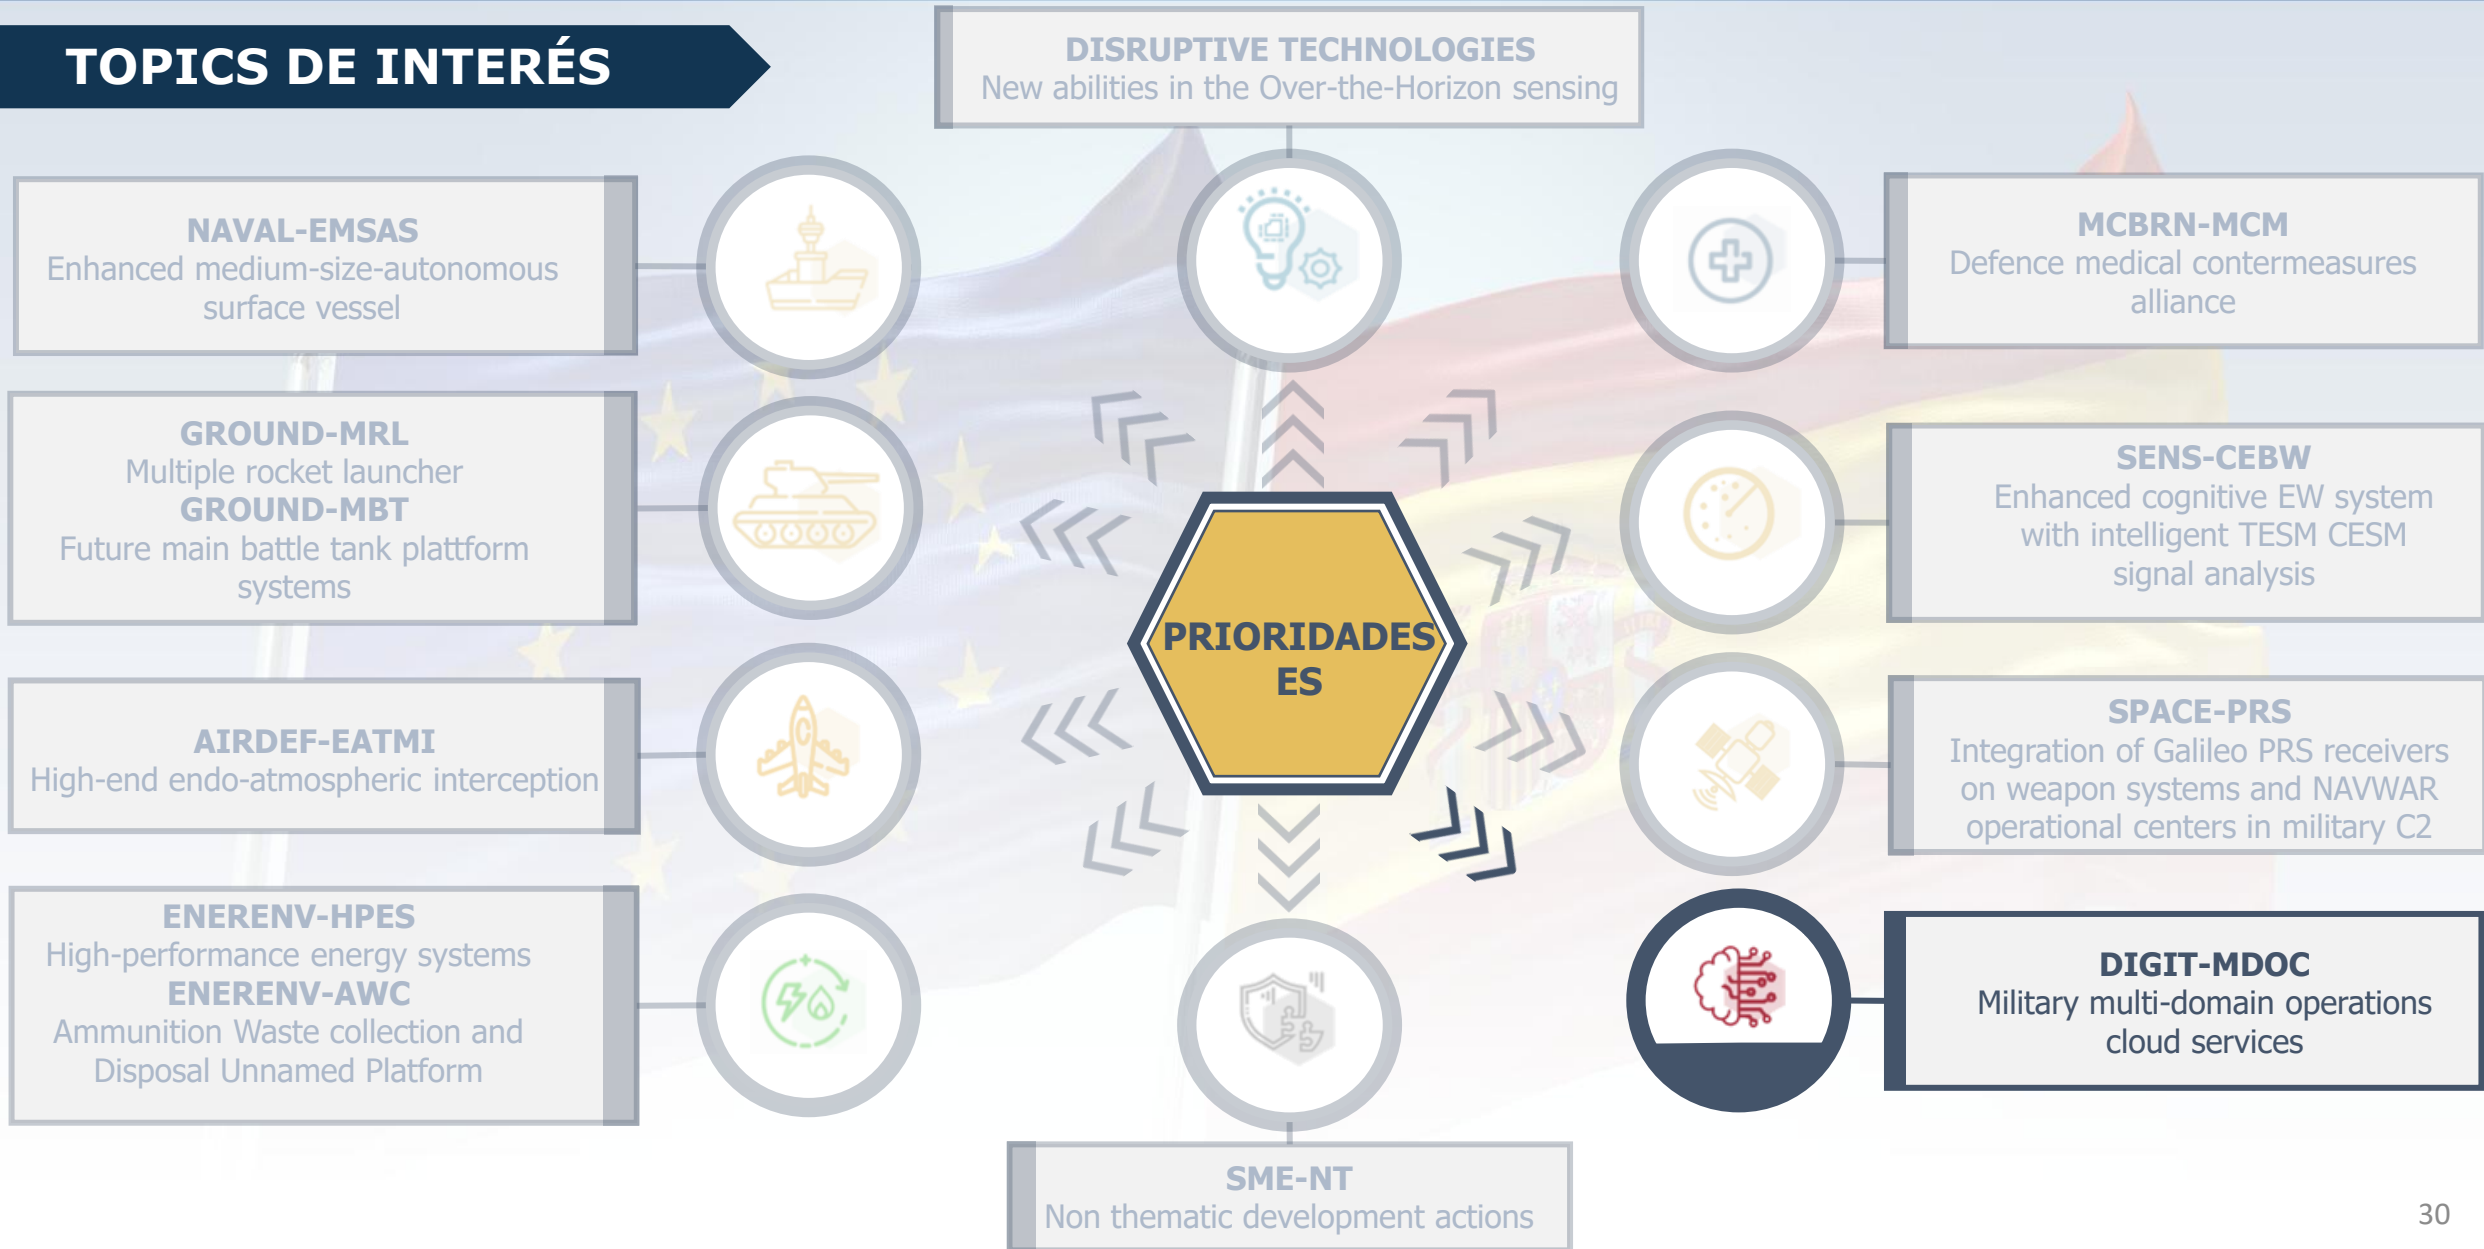 TOPICS DE INTERÉS
DISRUPTIVE TECHNOLOGIES
New abilities in the Over-the-Horizon sensing
NAVAL-EMSAS
Enhanced medium-size-autonomous
surface vessel
GROUND-MRL
Multiple rocket launcher
GROUND-MBT
Future main battle tank plattform
systems
AIRDEF-EATMI
High-end endo-atmospheric interception
ENERENV-HPES
High-performance energy systems
ENERENV-AWC
Ammunition Waste collection and
Disposal Unnamed Platform
PRIORIDADES
ES
MCBRN-MCM
Defence medical contermeasures
alliance
SENS-CEBW
Enhanced cognitive EW system
with intelligent TESM CESM
signal analysis
SPACE-PRS
Integration of Galileo PRS receivers
on weapon systems and NAVWAR
operational centers in military C2
DIGIT-MDOC
Military multi-domain operations
cloud services
SME-NT
Non thematic development actions
30